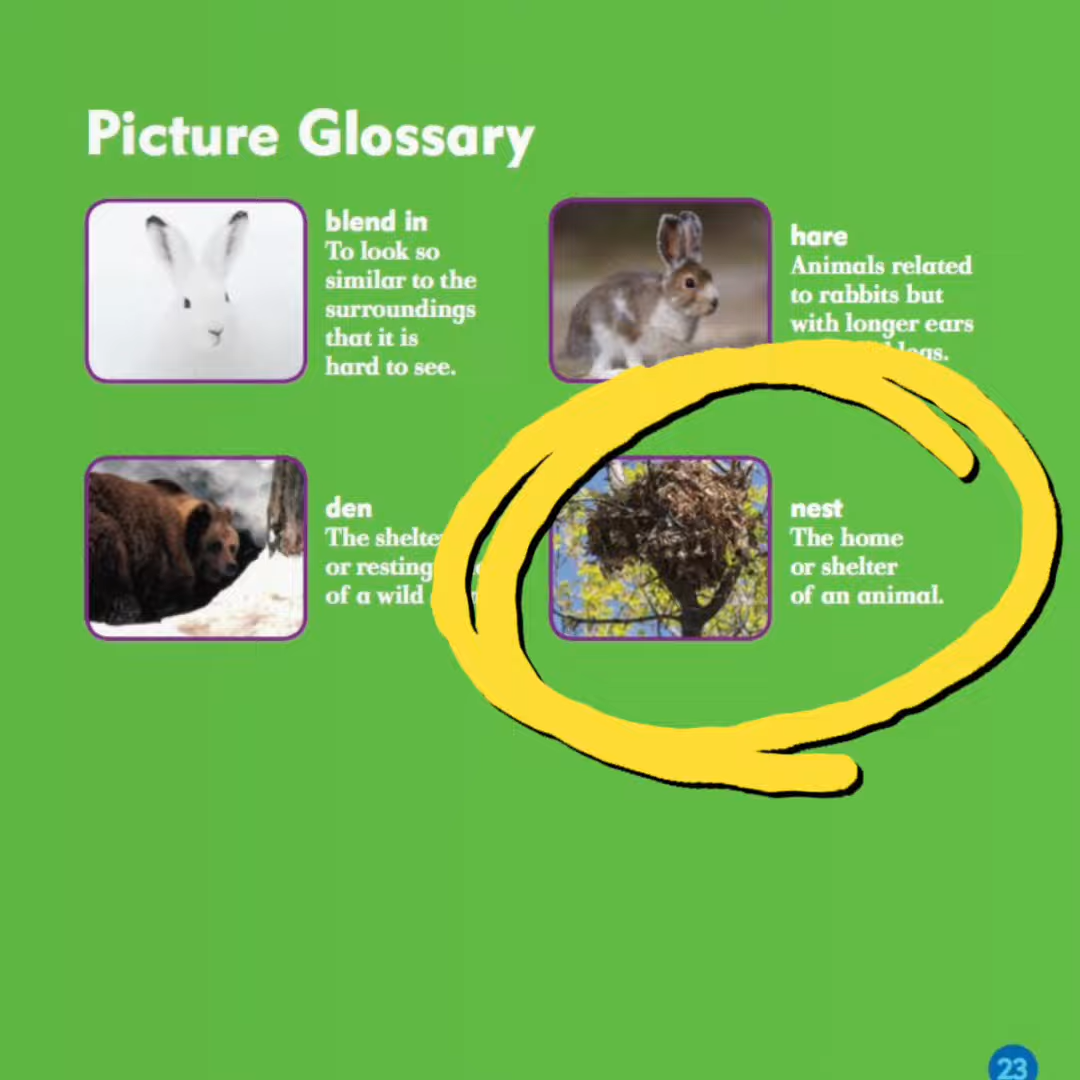 Picture Glossary
blend in
To look so
similar to the
surroundings
that it is
hard to see.
hare
Animals related
to rabbits but
with longer ears
legs.
den
The shelter
or resting
of a wild
nest
The home
or shelter
of an animal.
23